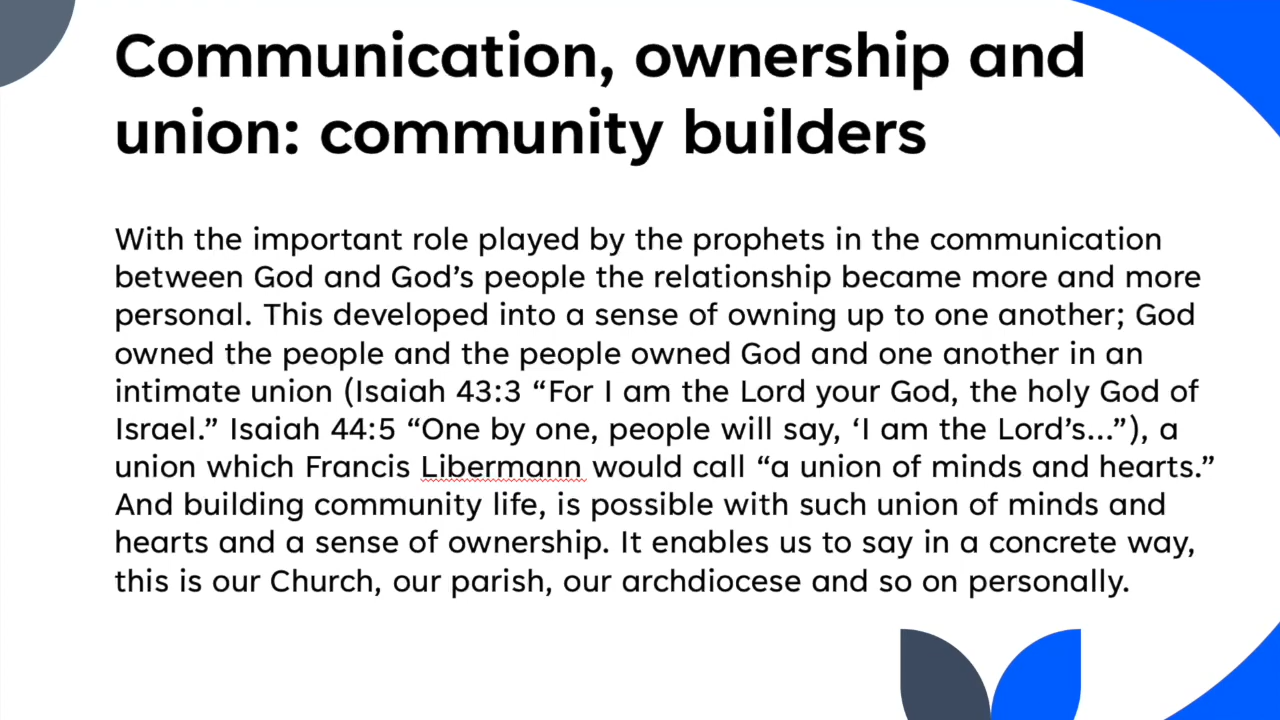 Communication, ownership and
union: community builders
With the important role played by the prophets in the communication
between God and God’s people the relationship became more and more
personal. This developed into a sense of owning up to one another; God
owned the people and the people owned God and one another in an
intimate union (Isaiah 43:3 “For I am the Lord your God, the holy God of
Israel.” Isaiah 44:5 “One by one, people will say, ‘I am the Lord’s...”), a
union which Francis Libermann would call “a union of minds and hearts.”
And building community life, is possible with such union of minds and
hearts and a sense of ownership. It enables us to say in a concrete way,
this is our Church, our parish, our archdiocese and so on personally.